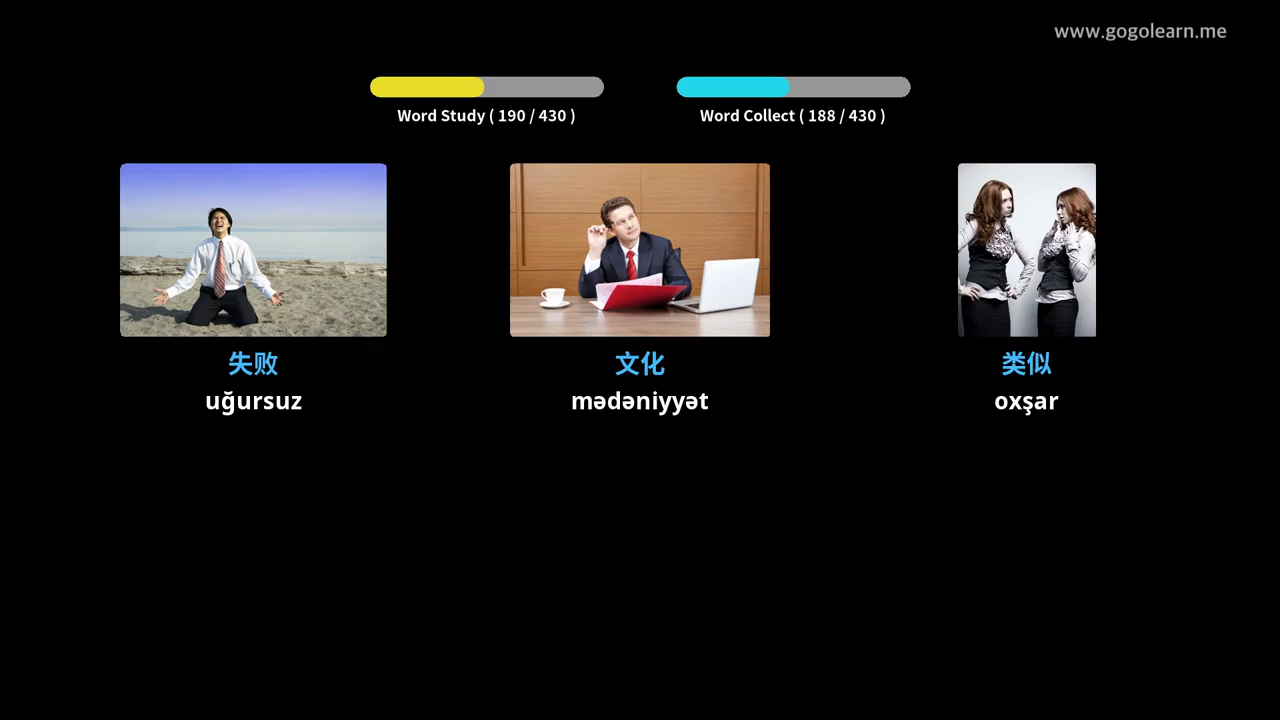 www.gogolearn.me
Word Study ( 190 / 430 )
Word Collect ( 188 / 430 )
失败
uğursuz
文化
mədəniyyət
类似
oxşar